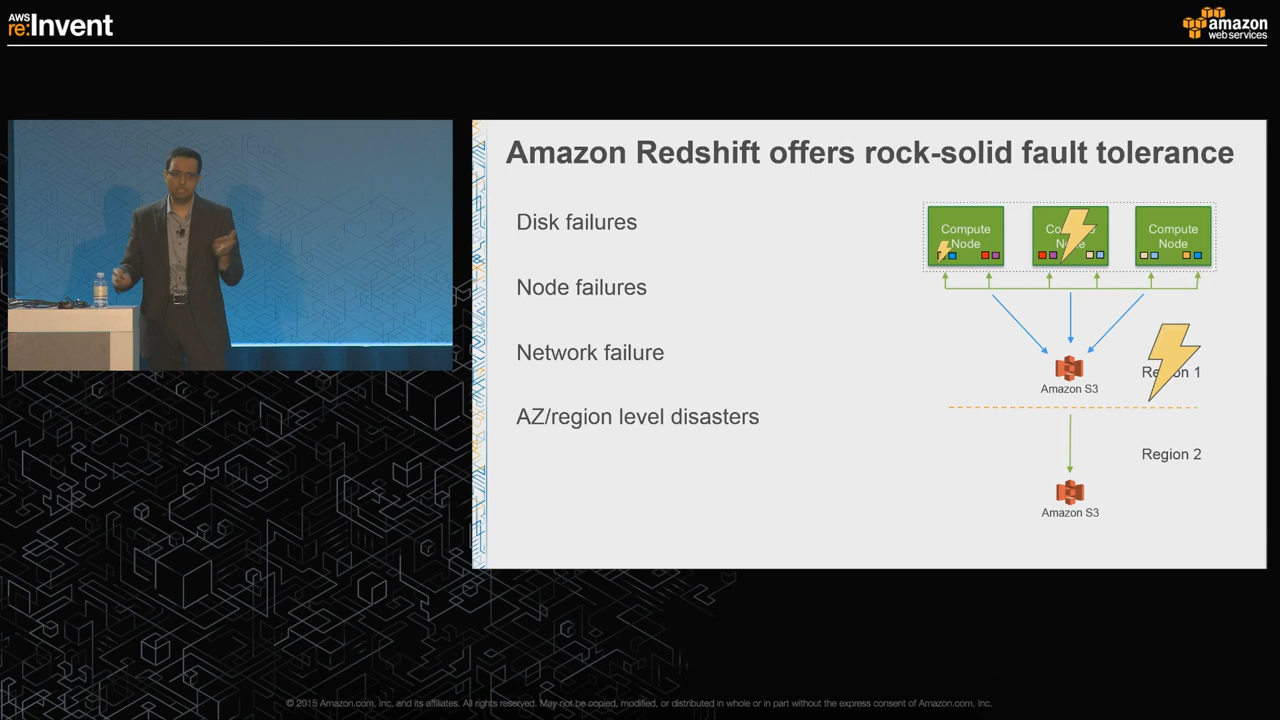 AWS
re:Invent
amazon
web services
Amazon Redshift offers rock-solid fault tolerance
Disk failures
Node failures
Network failure
AZ/region level disasters
Compute
Node
Compute
Node
Amazon S3
Region 1
Region 2
Amazon S3
© 2015 Amazon.com, Inc. and its affiliates. All rights reserved. May not be copied, modified, or distributed in whole or in part without the express consent of Amazon.com, Inc.